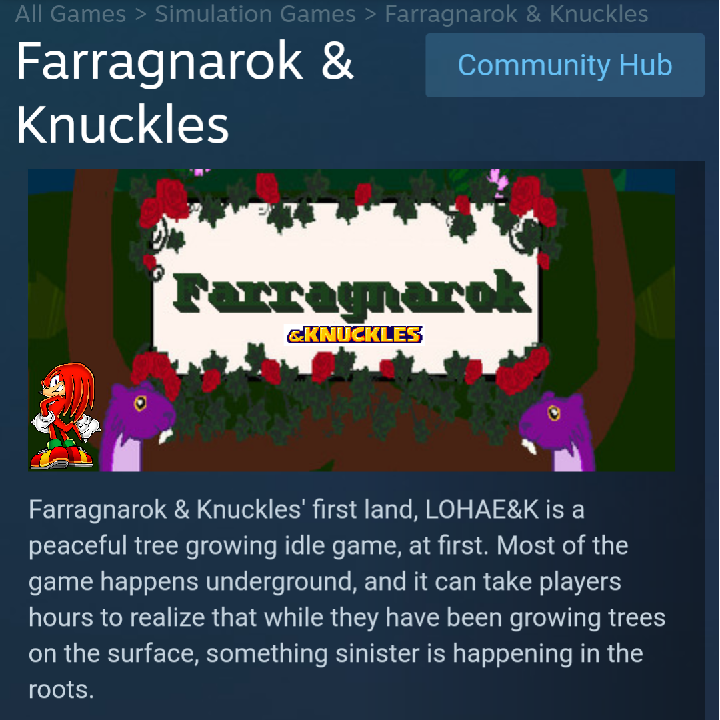 All Games > Simulation Games > Farragnarok & Knuckles
Farragnarok &
Knuckles
Community Hub
Farragnarok
&KNUCKLES
Farragnarok & Knuckles' first land, LOHAE&K is a
peaceful tree growing idle game, at first. Most of the
game happens underground, and it can take players
hours to realize that while they have been growing trees
on the surface, something sinister is happening in the
roots.